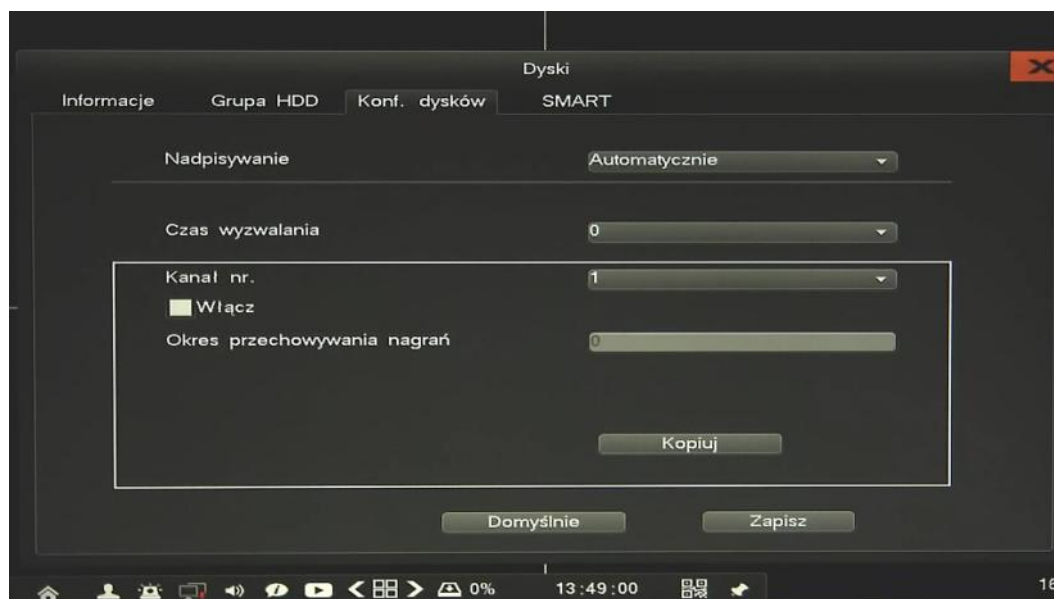 Dyski
Informacje Grupa HDD Konf. dysków SMART
Nadpisywanie Automatycznie
Czas wyzwalania 0
Kanał nr. 1
Włącz
Okres przechowywania nagrań 0
Kopiuj
Domyślnie Zapisz
0% 13:49:00 16